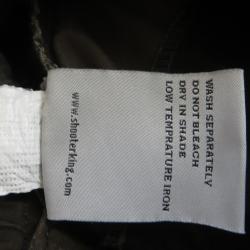 WASH SEPARATELY
DO NOT BLEACH
DRY IN SHADE
LOW TEMPRATURE IRON
www.shooterking.com